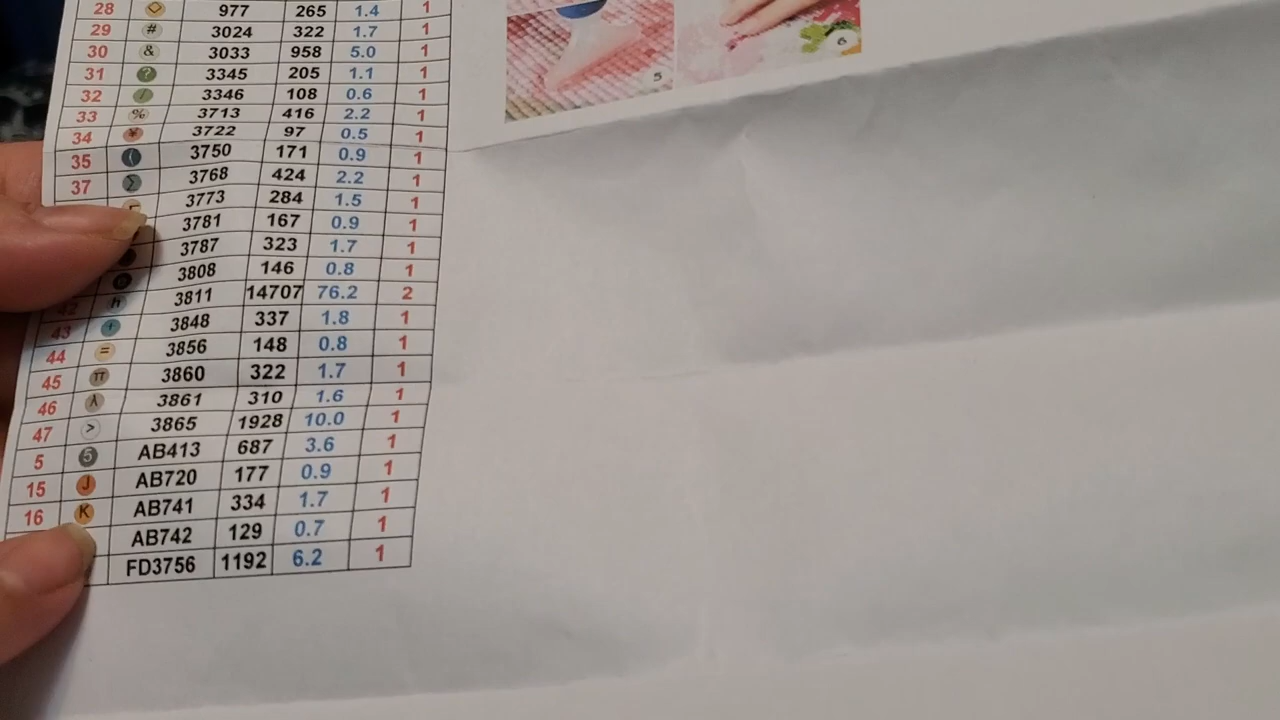 28 977 265 1.4 1
29 # 3024 322 1.7 1
30 & 3033 958 5.0 1
31 ? 3345 205 1.1 1
32 / 3346 108 0.6 1
33 % 3713 416 2.2 1
34 ¥ 3722 97 0.5 1
35 ( 3750 171 0.9 1
37 Σ 3768 424 2.2 1
3773 284 1.5 1
3781 167 0.9 1
3787 323 1.7 1
3808 146 0.8 1
42 h 3811 14707 76.2 2
43 + 3848 337 1.8 1
44 = 3856 148 0.8 1
45 π 3860 322 1.7 1
46 λ 3861 310 1.6 1
47 > 3865 1928 10.0 1
5 5 AB413 687 3.6 1
15 J AB720 177 0.9 1
16 K AB741 334 1.7 1
AB742 129 0.7 1
FD3756 1192 6.2 1
5
6